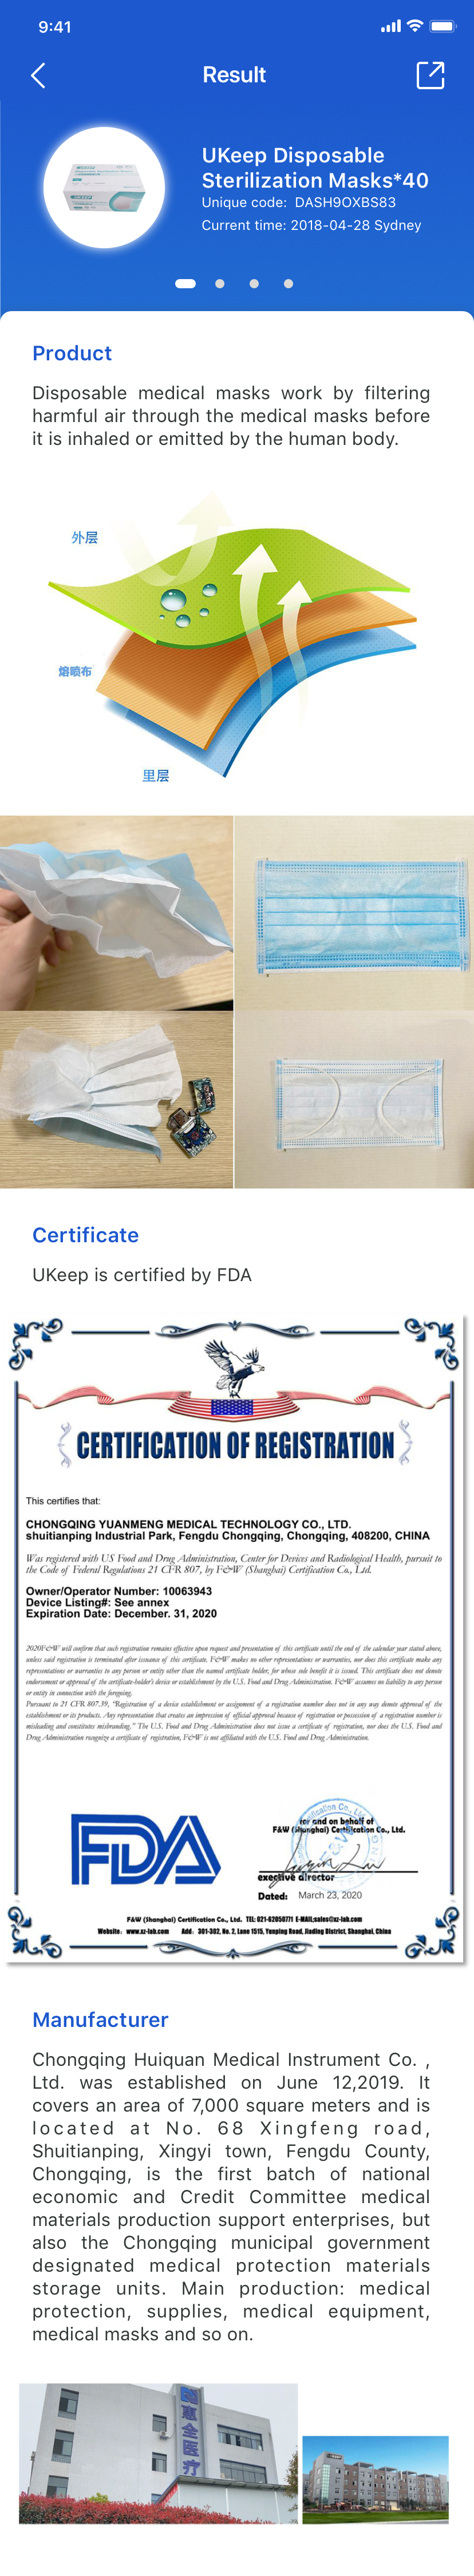 9:41
Result
UKeep Disposable
Sterilization Masks*40
Unique code: DASH9OXBS83
Current time: 2018-04-28 Sydney
Product
Disposable medical masks work by filtering
harmful air through the medical masks before
it is inhaled or emitted by the human body.
外层
熔喷布
里层
Certificate
UKeep is certified by FDA
CERTIFICATION OF REGISTRATION
This certifies that:
CHONGQING YUANMENG MEDICAL TECHNOLOGY CO., LTD.
shuitianping Industrial Park, Fengdu Chongqing, Chongqing, 408200, CHINA
Was registered with US Food and Drug Administration, Center for Devices and Radiological Health, pursuit to
the Code of Federal Regulations 21 CFR 807, by F&W (Shanghai) Certification Co., Ltd.
Owner/Operator Number: 10063943
Device Listing#: See annex
Expiration Date: December. 31, 2020
2020F&W will confirm that such registration remains effective upon request and presentation of this certificate until the end of the calendar year stated above,
unless said registration is terminated after issuance of this certificate. F&W makes no other representations or warranties, nor does this certificate make any
representations or warranties to any person or entity other than the named certificate holder, for whose sole benefit it is issued. This certificate does not denote
endorsement or approval of the certificate-holder's device or establishment by the U.S. Food and Drug Administration. F&W assumes no liability to any person
or entity in connection with the foregoing.
Pursuant to 21 CFR 807.39, "Registration of a device establishment or assignment of a registration number does not in any way denote approval of the
establishment or its products. Any representation that creates an impression of official approval because of registration or possession of a registration number is
misleading and constitutes misbranding." The U.S. Food and Drug Administration does not issue a certificate of registration, nor does the U.S. Food and Drug
Administration recognize a certificate of registration, F&W is not affiliated with the U.S. Food and Drug Administration.
FDA
for and on behalf of
F&W (Shanghai) Certification Co., Ltd.
exective director
Dated: March 23, 2020
F&W (Shanghai) Certification Co., Ltd. TEL: 021-62050771 E-MAIL:sales@xz-lab.com
Website: www.xz-lab.com Add: 301-302, No. 2, Lane 1515, Yunping Road, Jiading District, Shanghai, China
Manufacturer
Chongqing Huiquan Medical Instrument Co. ,
Ltd. was established on June 12,2019. It
covers an area of 7,000 square meters and is
located at No. 68 Xingfeng road,
Shuitianping, Xingyi town, Fengdu County,
Chongqing, is the first batch of national
economic and Credit Committee medical
materials production support enterprises, but
also the Chongqing municipal government
designated medical protection materials
storage units. Main production: medical
protection, supplies, medical equipment,
medical masks and so on.
惠全医疗